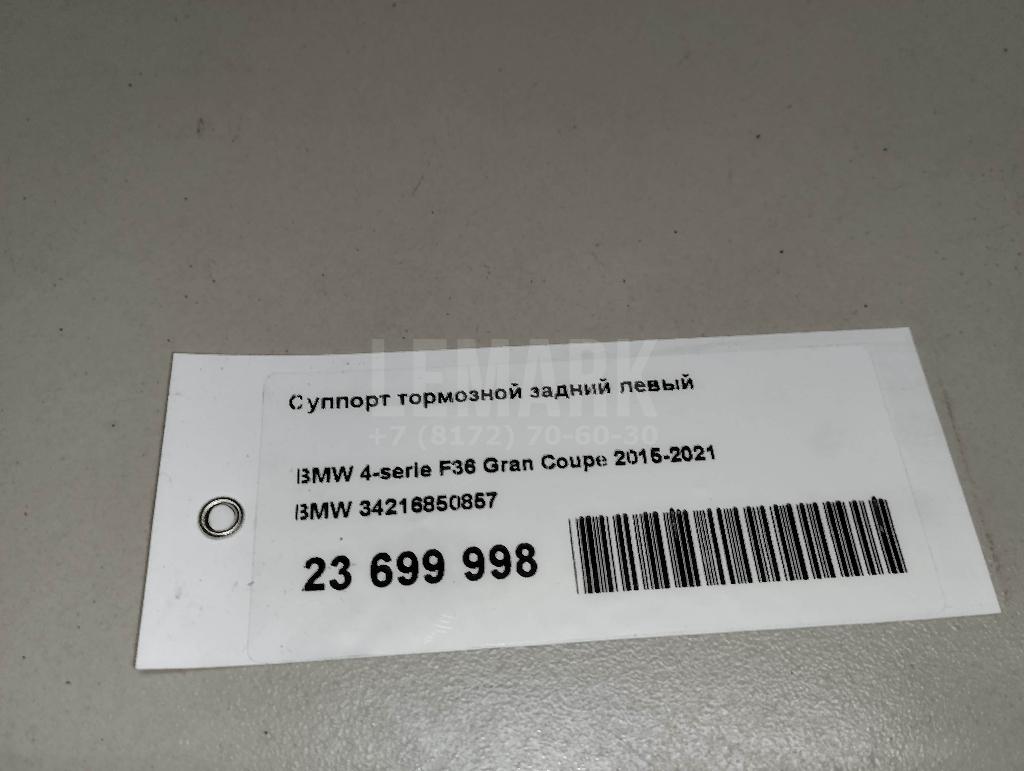 LEMARK
+7 (8172) 70-60-30
Суппорт тормозной задний левый
BMW 4-serie F36 Gran Coupe 2015-2021
BMW 34216850857
23 699 998